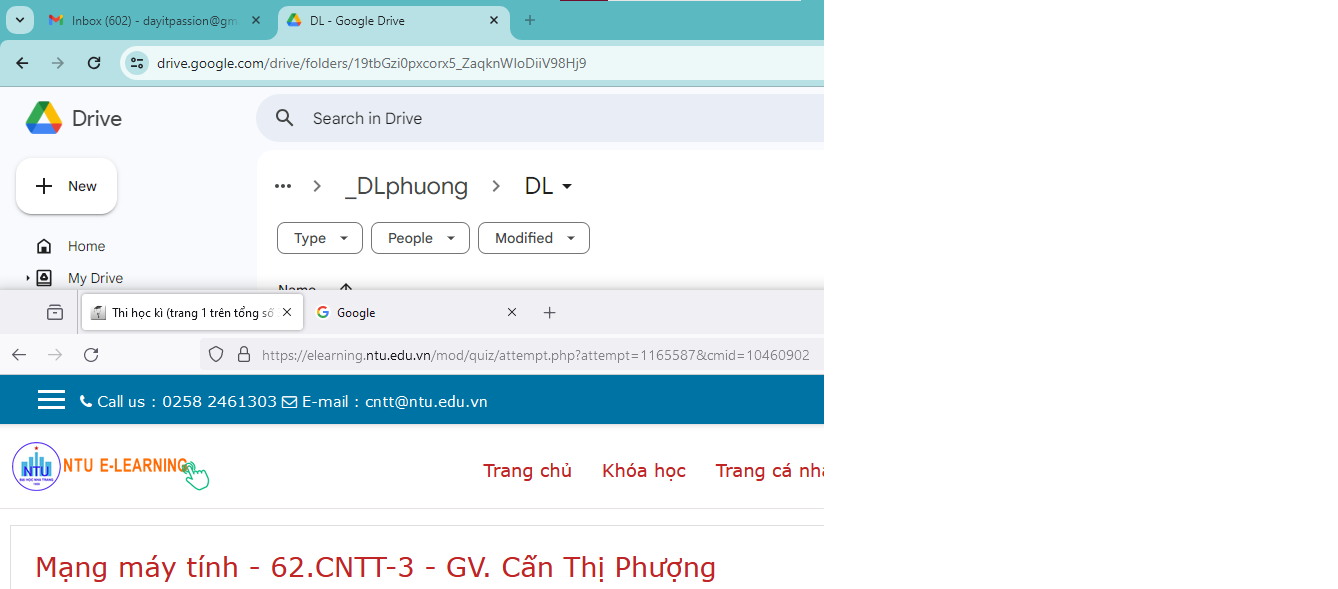 Inbox (602) - dayitpassion@gm
DL - Google Drive
drive.google.com/drive/folders/19tbGzi0pxcorx5_ZaqknWIoDiiV98Hj9
Drive
Search in Drive
New
_DLphuong
DL
Type
People
Modified
Home
My Drive
Name
Thi học kì (trang 1 trên tổng số
Google
https://elearning.ntu.edu.vn/mod/quiz/attempt.php?attempt=1165587&cmid=10460902
Call us : 0258 2461303 E-mail : cntt@ntu.edu.vn
NTU
NTU E-LEARNING
Trang chủ Khóa học Trang cá nhâ
Mạng máy tính - 62.CNTT-3 - GV. Cấn Thị Phượng